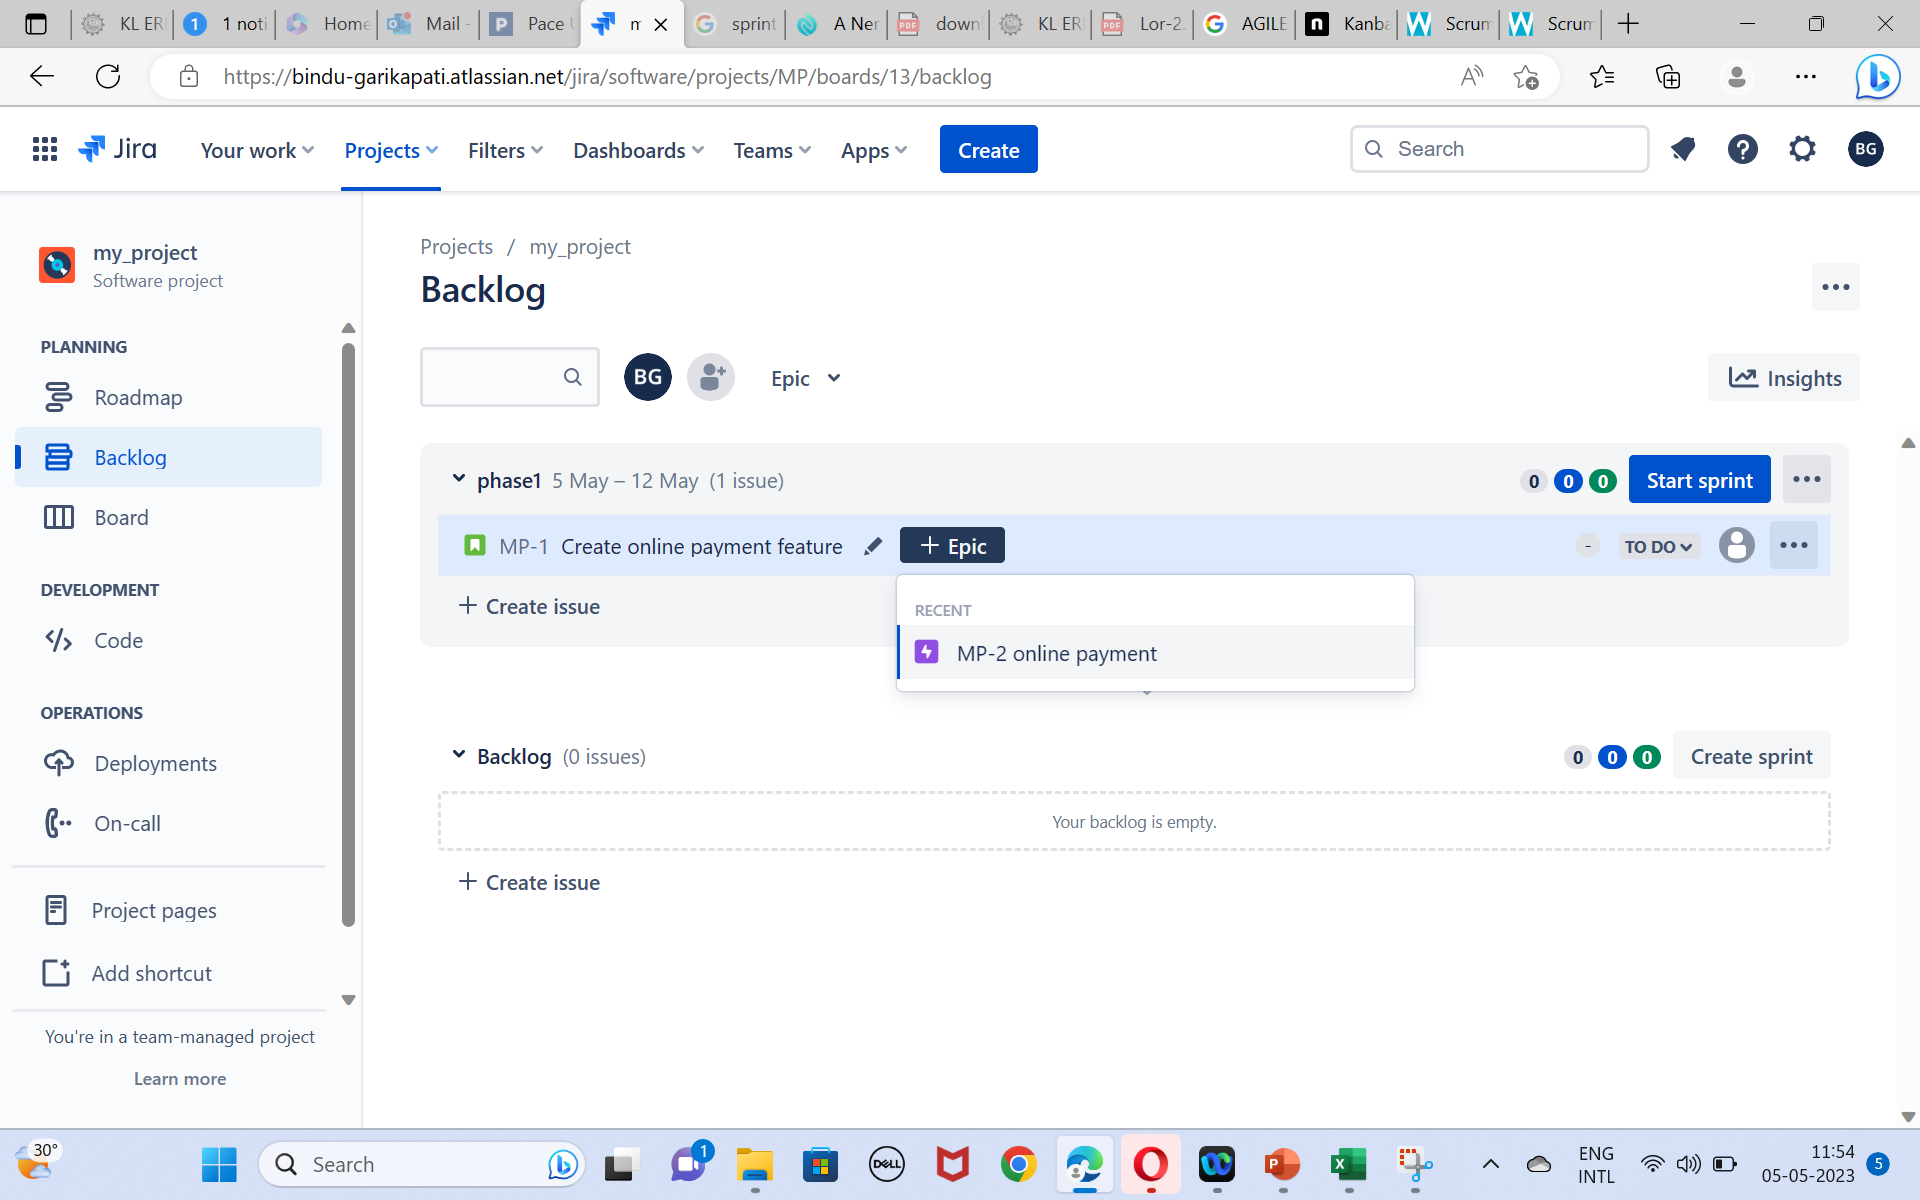 KL ER
1 noti
Home
Mail -
Pace U
m
sprint
A Ner
down
KL ER
Lor-2.
AGILE
Kanba
Scrum
Scrum
https://bindu-garikapati.atlassian.net/jira/software/projects/MP/boards/13/backlog
Jira
Your work
Projects
Filters
Dashboards
Teams
Apps
Create
Search
BG
my_project
Software project
PLANNING
Roadmap
Backlog
Board
DEVELOPMENT
Code
OPERATIONS
Deployments
On-call
Project pages
Add shortcut
You're in a team-managed project
Learn more
Projects / my_project
Backlog
BG
Epic
Insights
phase1 5 May – 12 May (1 issue)
0 0 0 Start sprint
MP-1 Create online payment feature + Epic - TO DO
+ Create issue
RECENT
MP-2 online payment
Backlog (0 issues)
0 0 0 Create sprint
Your backlog is empty.
+ Create issue
30°
Search
1
DELL
ENG
INTL
11:54
05-05-2023
5